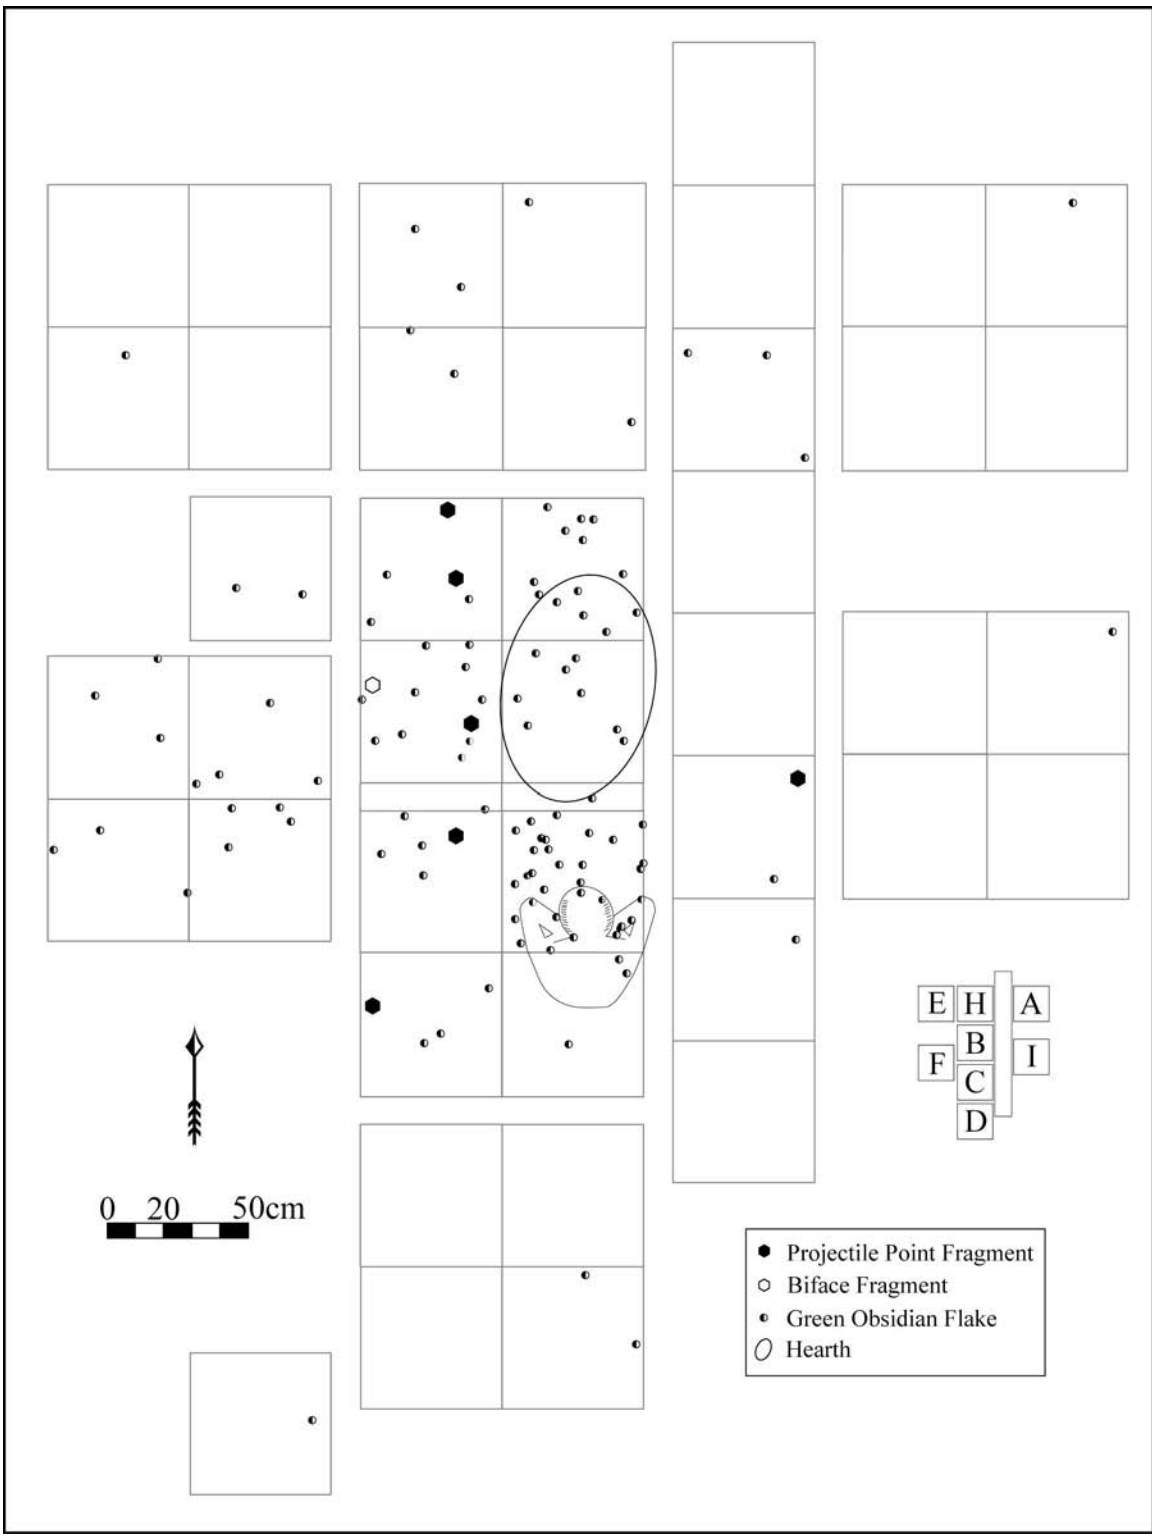 E H A
B
F I
C
D
0 20 50cm
Projectile Point Fragment
Biface Fragment
Green Obsidian Flake
Hearth